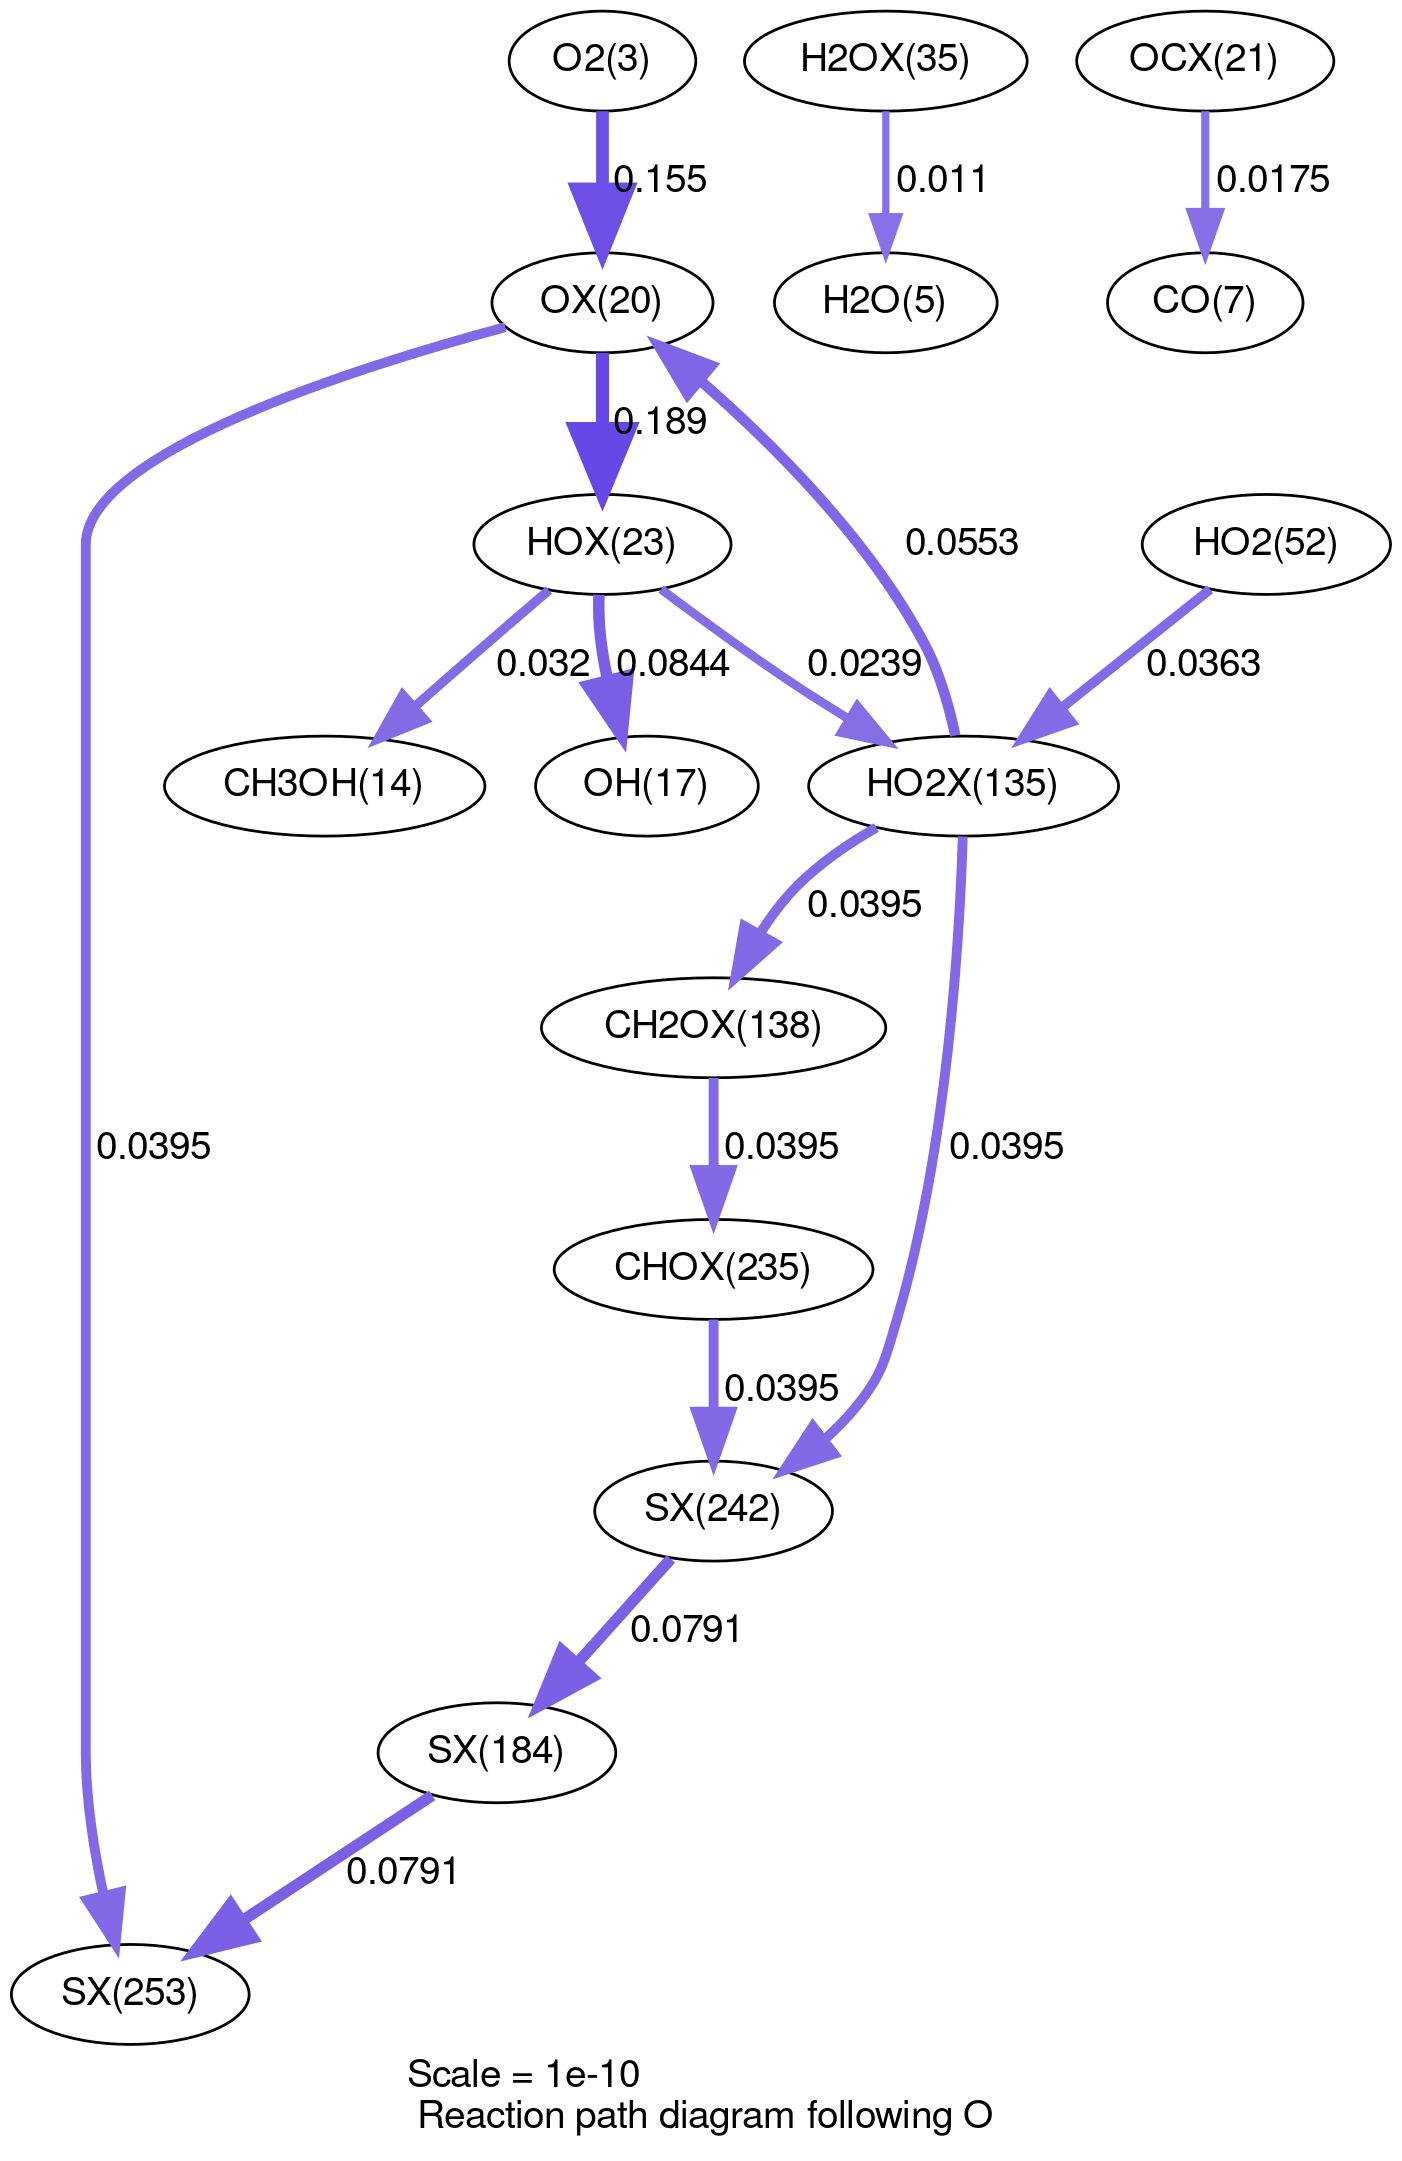 O2(3)
H2OX(35)
OCX(21)
0.155
0.011
0.0175
OX(20)
H2O(5)
CO(7)
0.189
HOX(23)
0.0553
HO2(52)
0.032
0.0844
0.0239
0.0363
CH3OH(14)
OH(17)
HO2X(135)
0.0395
CH2OX(138)
0.0395
0.0395
0.0395
CHOX(235)
0.0395
SX(242)
0.0791
SX(184)
0.0791
SX(253)
Scale = 1e-10
Reaction path diagram following O